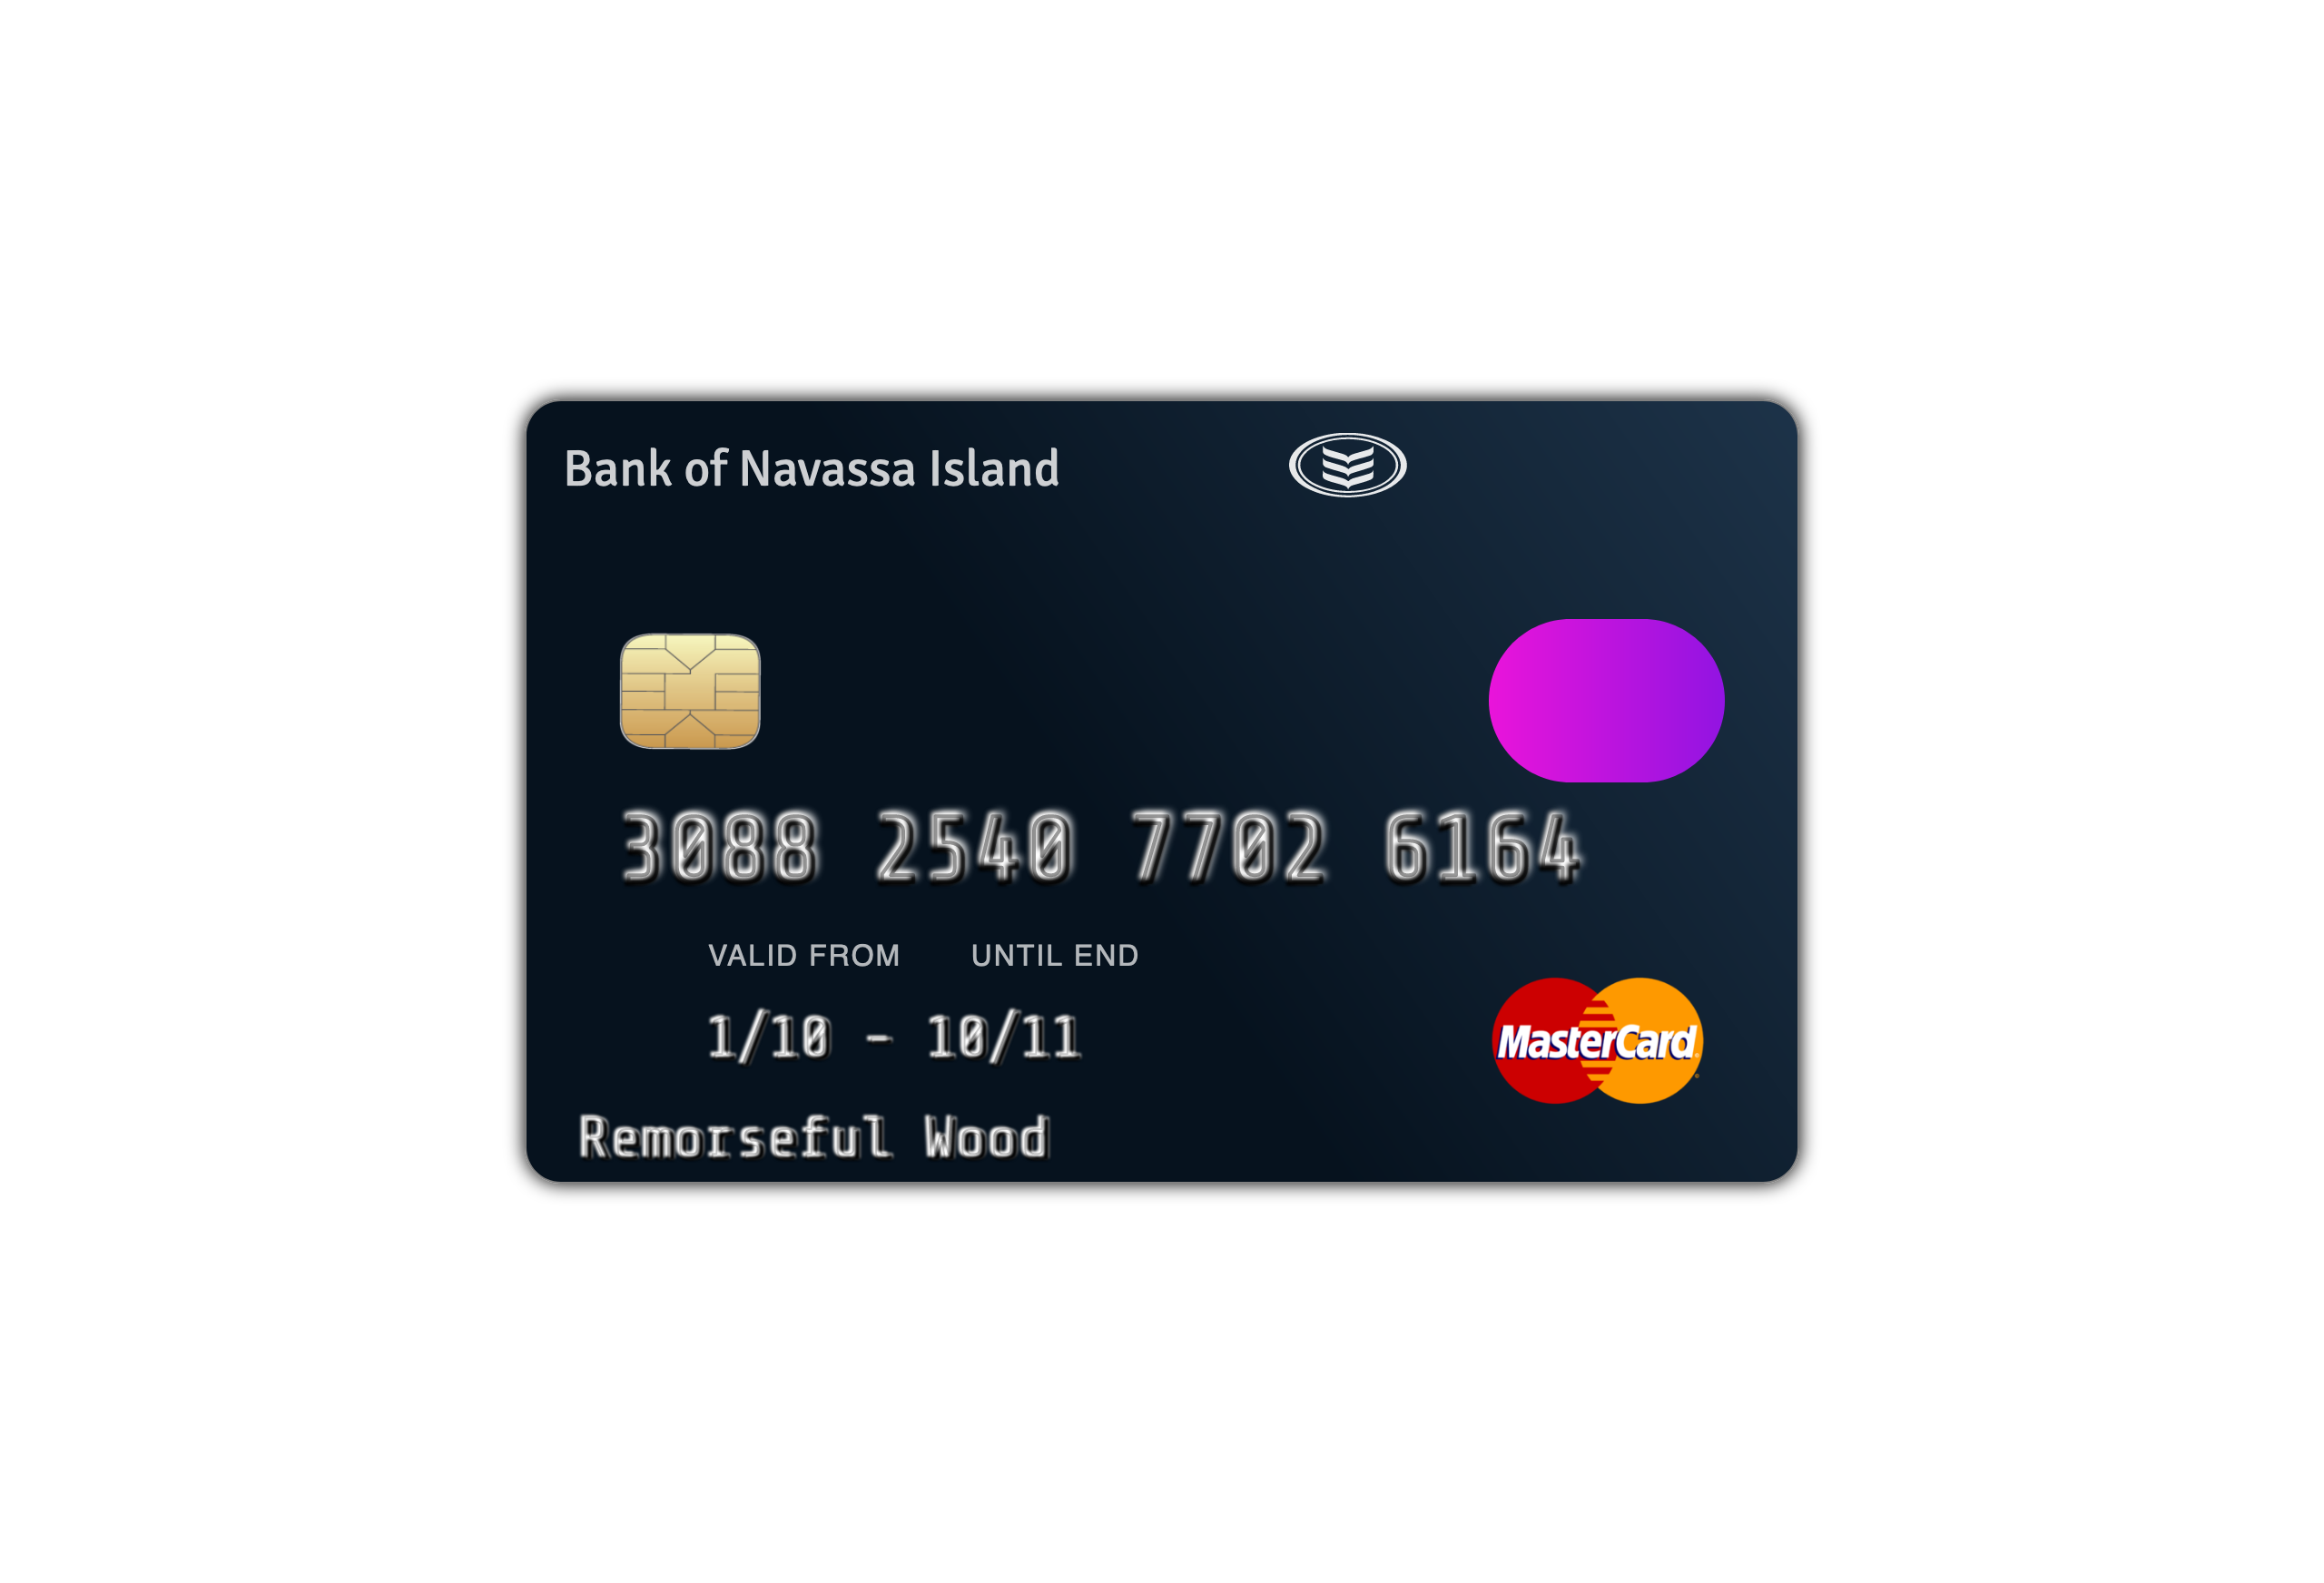 Bank of Navassa Island
3088 2540 7702 6164
VALID FROM UNTIL END
1/10 - 10/11
MasterCard
Remorseful Wood